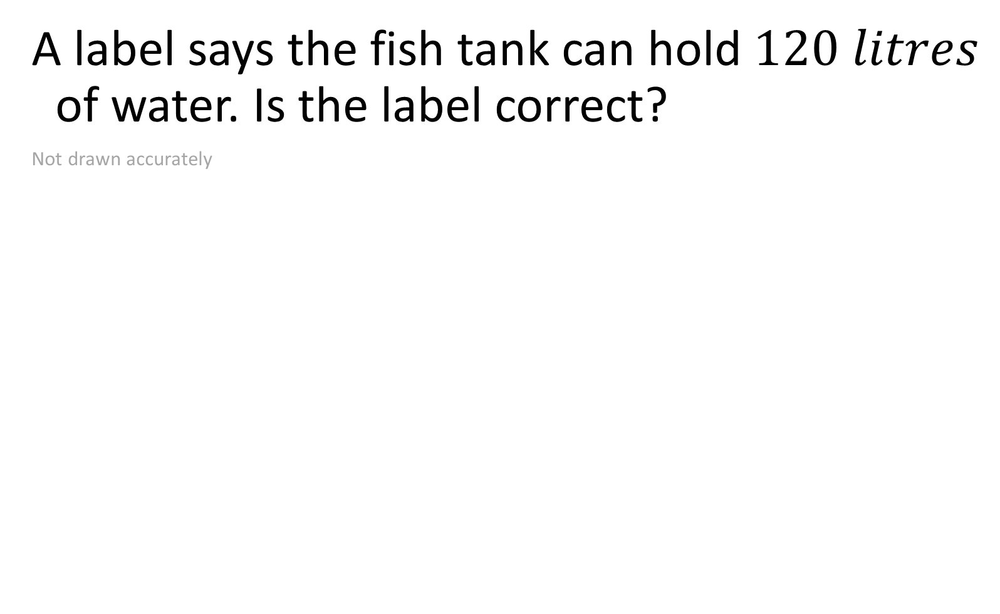 A label says the fish tank can hold 120 litres
of water. Is the label correct?
Not drawn accurately